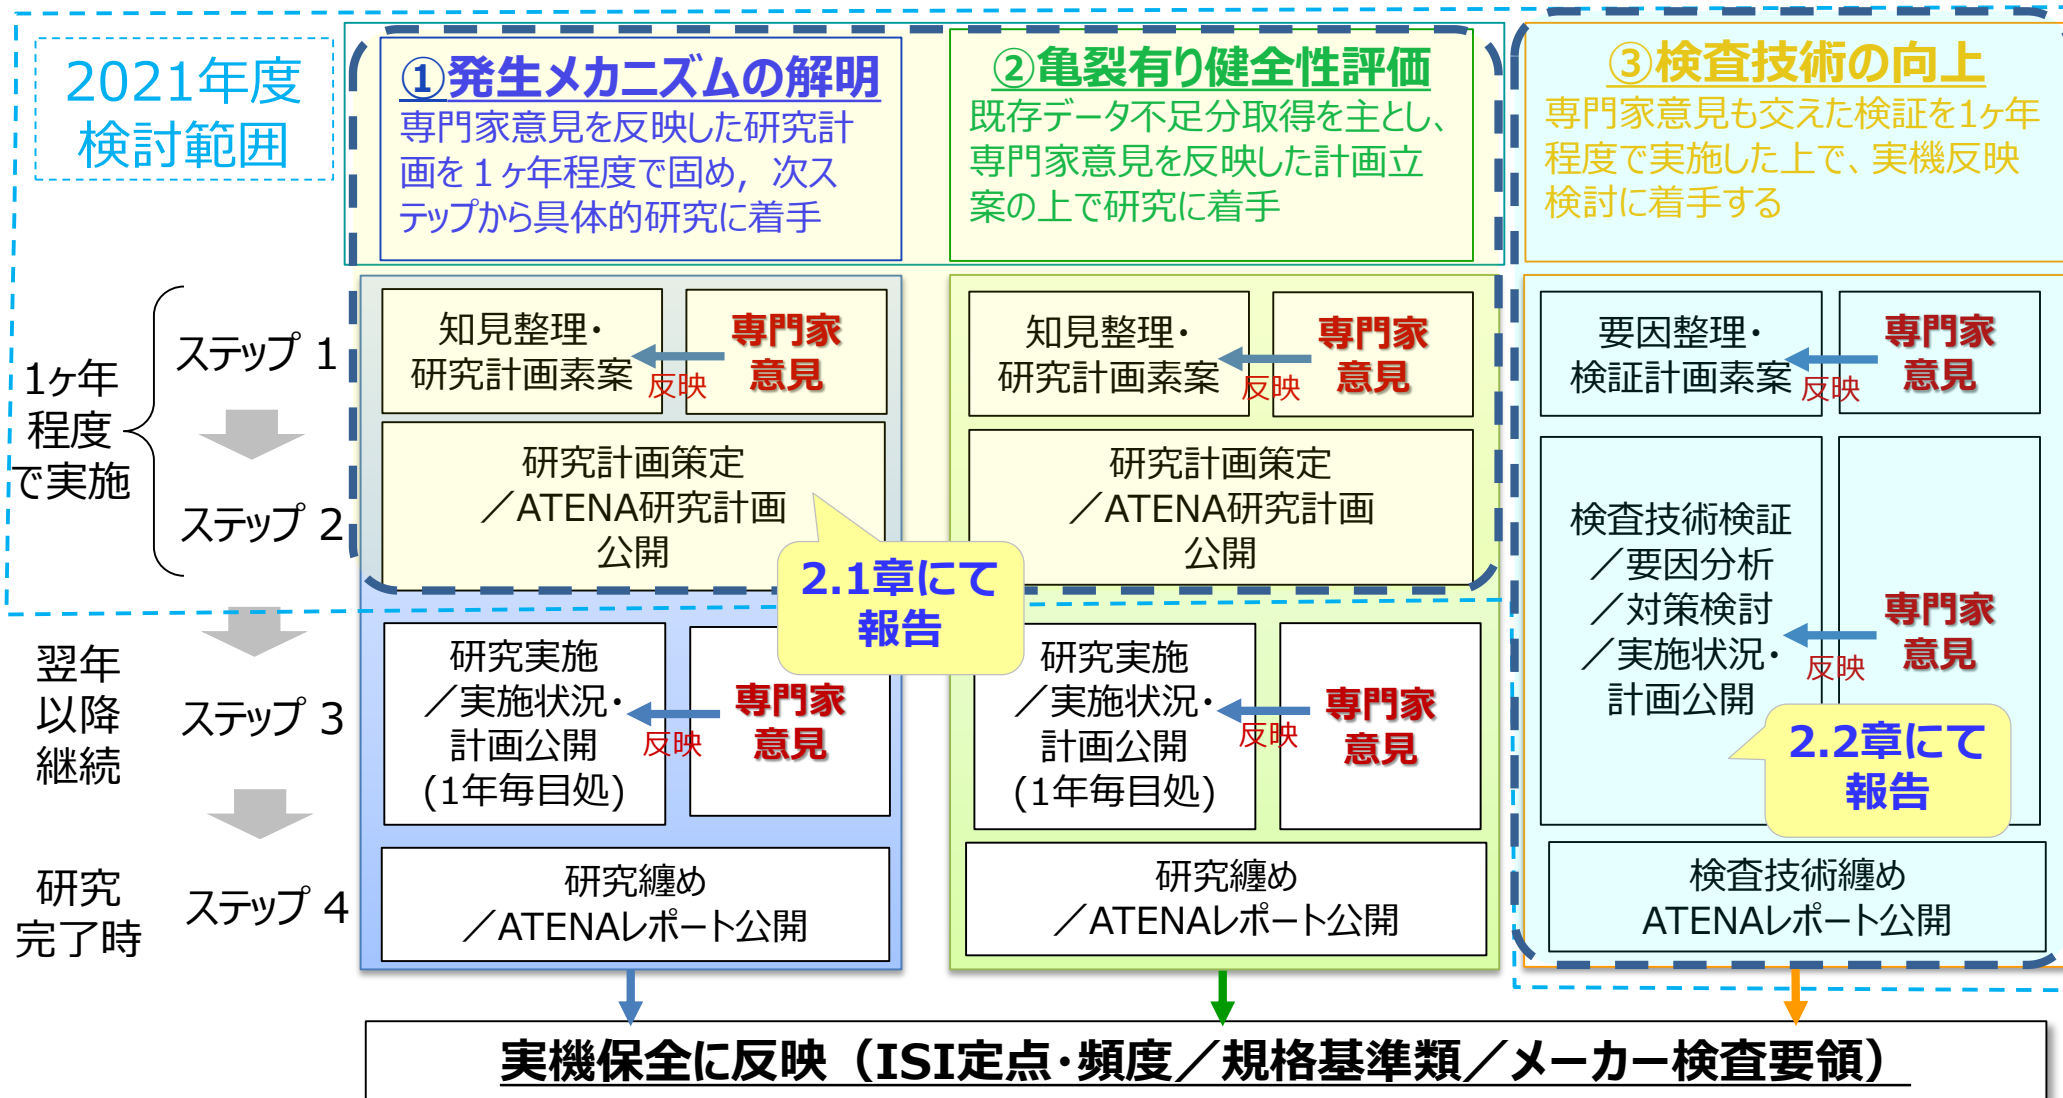 2021年度
検討範囲
①発生メカニズムの解明
専門家意見を反映した研究計
画を1ヶ年程度で固め，次ス
テップから具体的研究に着手
②亀裂有り健全性評価
既存データ不足分取得を主とし、
専門家意見を反映した計画立
案の上で研究に着手
③検査技術の向上
専門家意見も交えた検証を1ヶ年
程度で実施した上で、実機反映
検討に着手する
1ヶ年
程度
で実施
ステップ 1
知見整理・
研究計画素案
反映
専門家
意見
知見整理・
研究計画素案
反映
専門家
意見
要因整理・
検証計画素案
反映
専門家
意見
ステップ 2
研究計画策定
／ATENA研究計画
公開
2.1章にて
報告
研究計画策定
／ATENA研究計画
公開
検査技術検証
／要因分析
／対策検討
／実施状況・
計画公開
反映
専門家
意見
2.2章にて
報告
翌年
以降
継続
ステップ 3
研究実施
／実施状況・
計画公開
(1年毎目処)
反映
専門家
意見
研究実施
／実施状況・
計画公開
(1年毎目処)
反映
専門家
意見
研究
完了時
ステップ 4
研究纏め
／ATENAレポート公開
研究纏め
／ATENAレポート公開
検査技術纏め
ATENAレポート公開
実機保全に反映（ISI定点・頻度／規格基準類／メーカー検査要領）